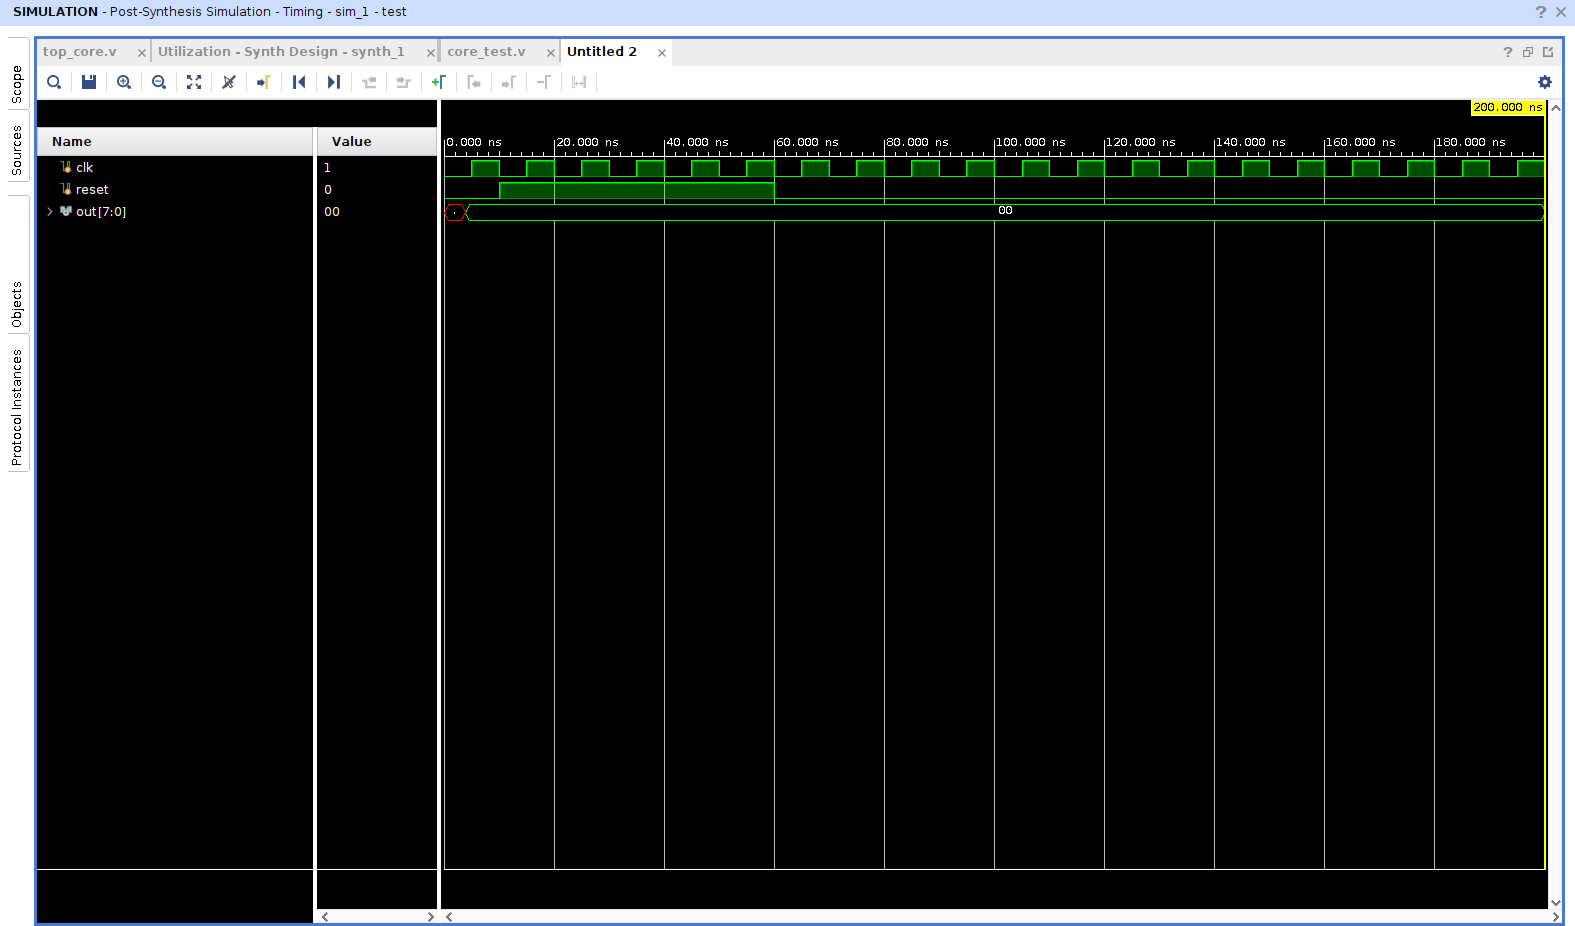 SIMULATION - Post-Synthesis Simulation - Timing - sim_1 - test
top_core.v
Utilization - Synth Design - synth_1
core_test.v
Untitled 2
Scope
Sources
Objects
Protocol Instances
200.000 ns
Name
Value
0.000 ns
20.000 ns
40.000 ns
60.000 ns
80.000 ns
100.000 ns
120.000 ns
140.000 ns
160.000 ns
180.000 ns
clk
1
reset
0
out[7:0]
00
00